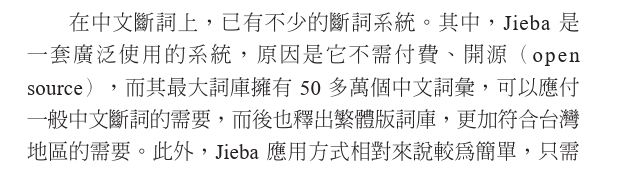 在中文斷詞上，已有不少的斷詞系統。其中，Jieba 是
一套廣泛使用的系統，原因是它不需付費、開源（open
source），而其最大詞庫擁有 50 多萬個中文詞彙，可以應付
一般中文斷詞的需要，而後也釋出繁體版詞庫，更加符合台灣
地區的需要。此外，Jieba 應用方式相對來說較為簡單，只需